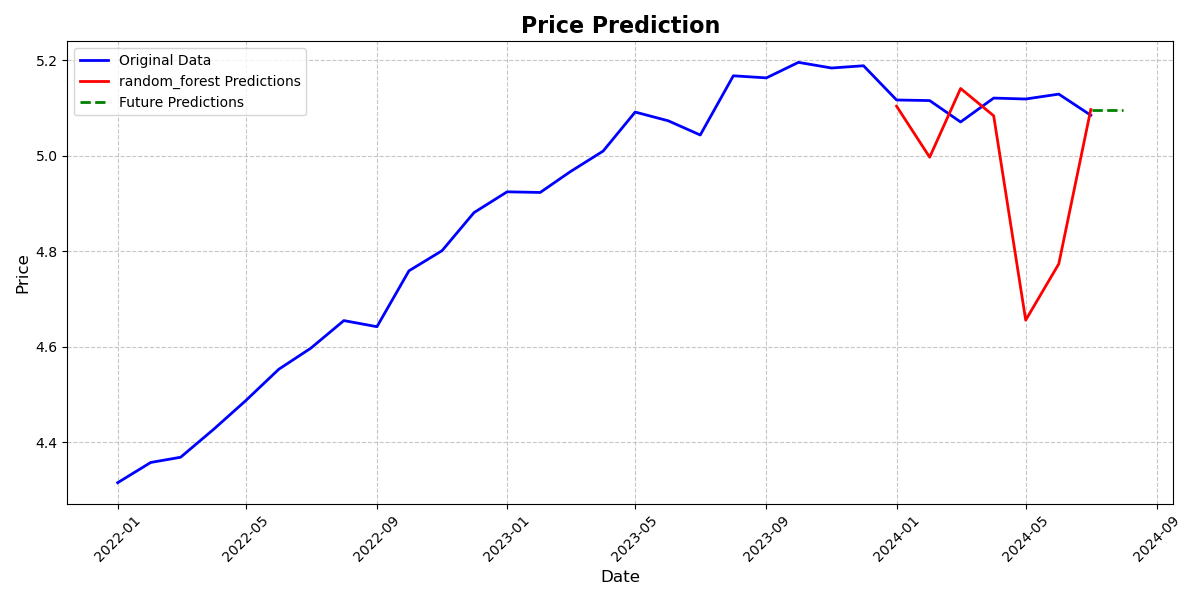 Price Prediction
Original Data
random_forest Predictions
Future Predictions
Price
5.2
5.0
4.8
4.6
4.4
2022-01
2022-05
2022-09
2023-01
2023-05
2023-09
2024-01
2024-05
2024-09
Date